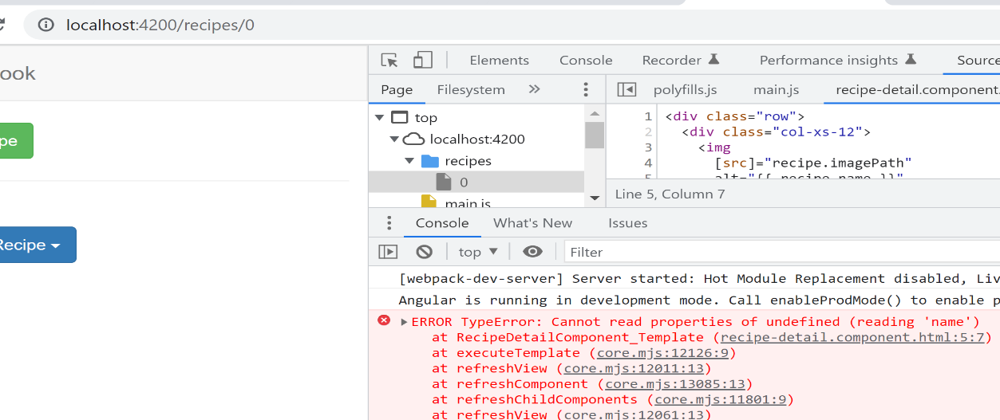 localhost:4200/recipes/0
ook
pe
Recipe
Elements Console Recorder Performance insights Source
Page Filesystem » polyfills.js main.js recipe-detail.component.
top
localhost:4200
recipes
0
main.js
1 <div class="row">
2 <div class="col-xs-12">
3 <img
4 [src]="recipe.imagePath"
5 alt="{{ recipe.name }}"
Line 5, Column 7
Console What's New Issues
top Filter
[webpack-dev-server] Server started: Hot Module Replacement disabled, Liv
Angular is running in development mode. Call enableProdMode() to enable p
ERROR TypeError: Cannot read properties of undefined (reading 'name')
at RecipeDetailComponent_Template (recipe-detail.component.html:5:7)
at executeTemplate (core.mjs:12126:9)
at refreshView (core.mjs:12011:13)
at refreshComponent (core.mjs:13085:13)
at refreshChildComponents (core.mjs:11801:9)
at refreshView (core.mjs:12061:13)